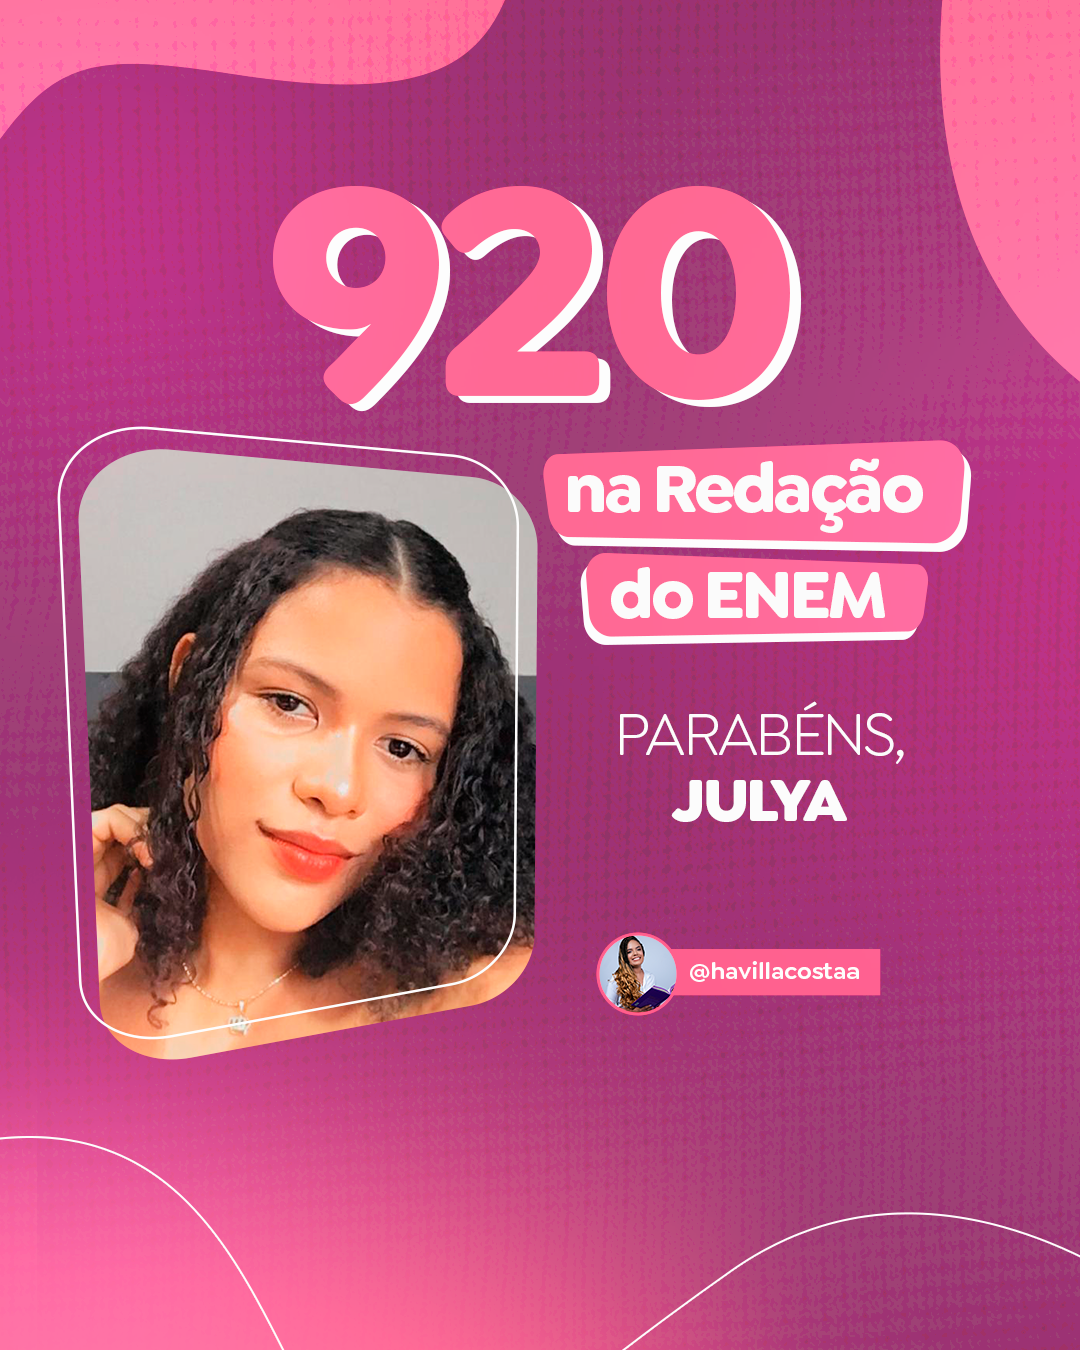 920
na Redação
do ENEM
PARABÉNS,
JULYA
@havillacostaa